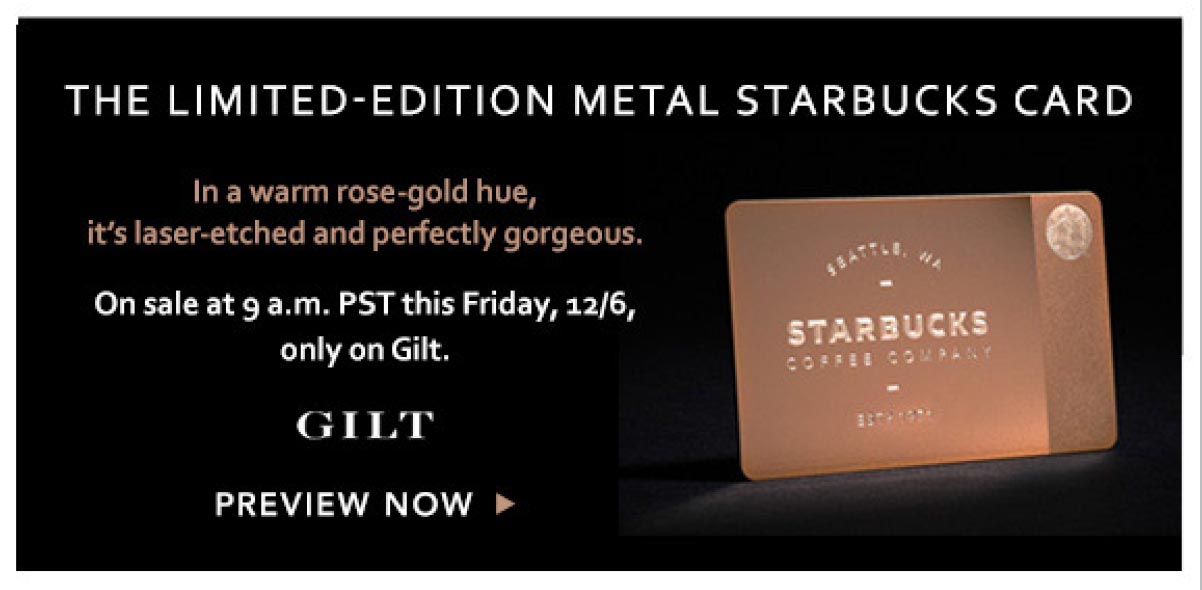 THE LIMITED-EDITION METAL STARBUCKS CARD
In a warm rose-gold hue,
it's laser-etched and perfectly gorgeous.
On sale at 9 a.m. PST this Friday, 12/6,
only on Gilt.
GILT
PREVIEW NOW
SEATTLE, WA
STARBUCKS
COFFEE COMPANY